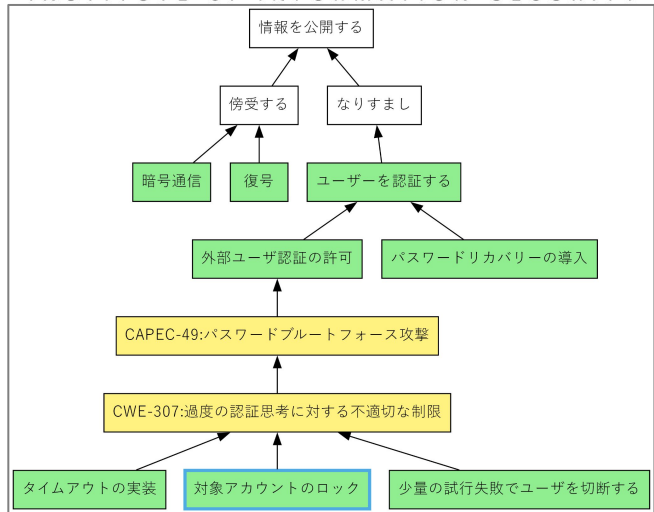 情報を公開する
傍受する
なりすまし
暗号通信
復号
ユーザーを認証する
外部ユーザ認証の許可
パスワードリカバリーの導入
CAPEC-49:パスワードブルートフォース攻撃
CWE-307:過度の認証思考に対する不適切な制限
タイムアウトの実装
対象アカウントのロック
少量の試行失敗でユーザを切断する